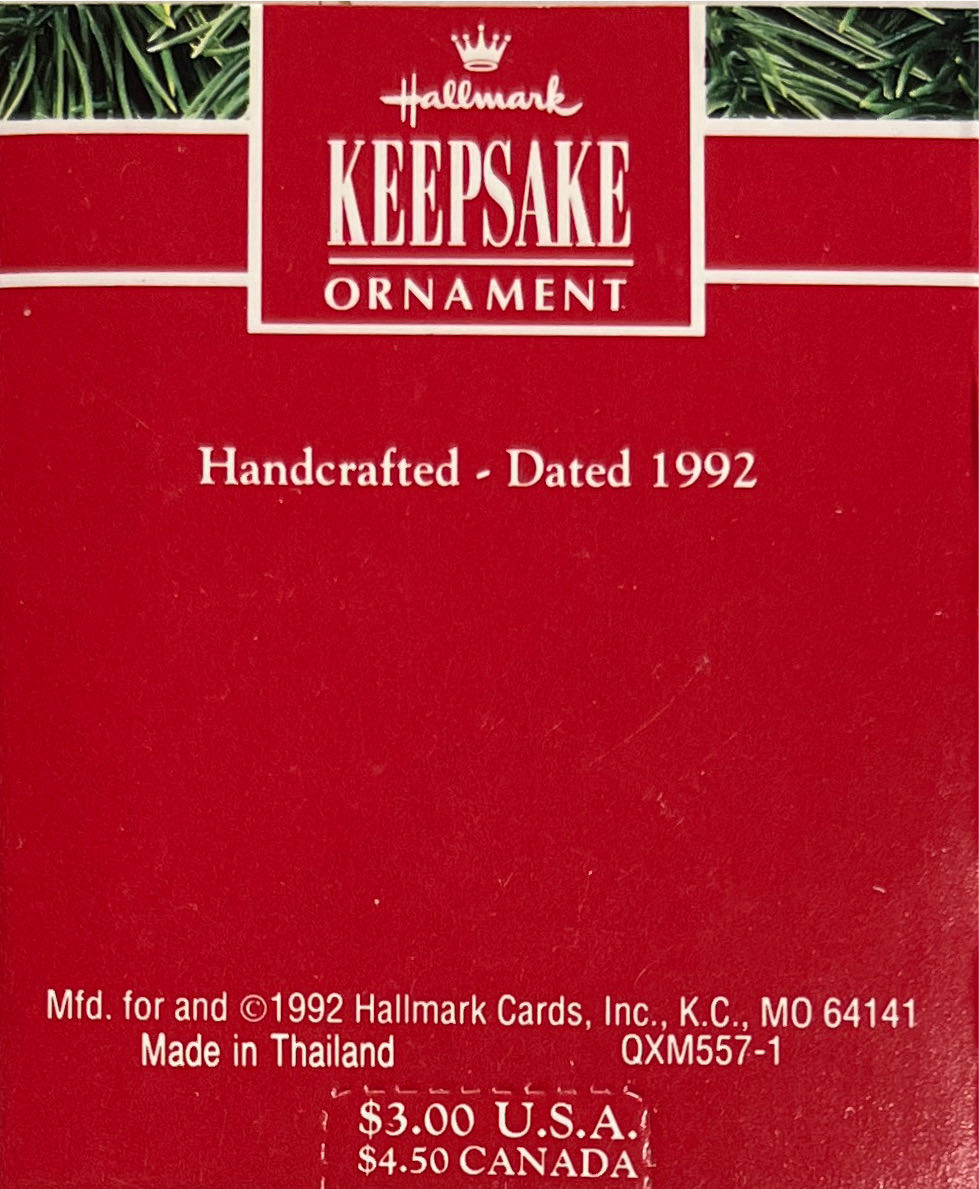 Hallmark
KEEPSAKE
ORNAMENT
Handcrafted - Dated 1992
Mfd. for and ©1992 Hallmark Cards, Inc., K.C., MO 64141
Made in Thailand QXM557-1
$3.00 U.S.A.
$4.50 CANADA